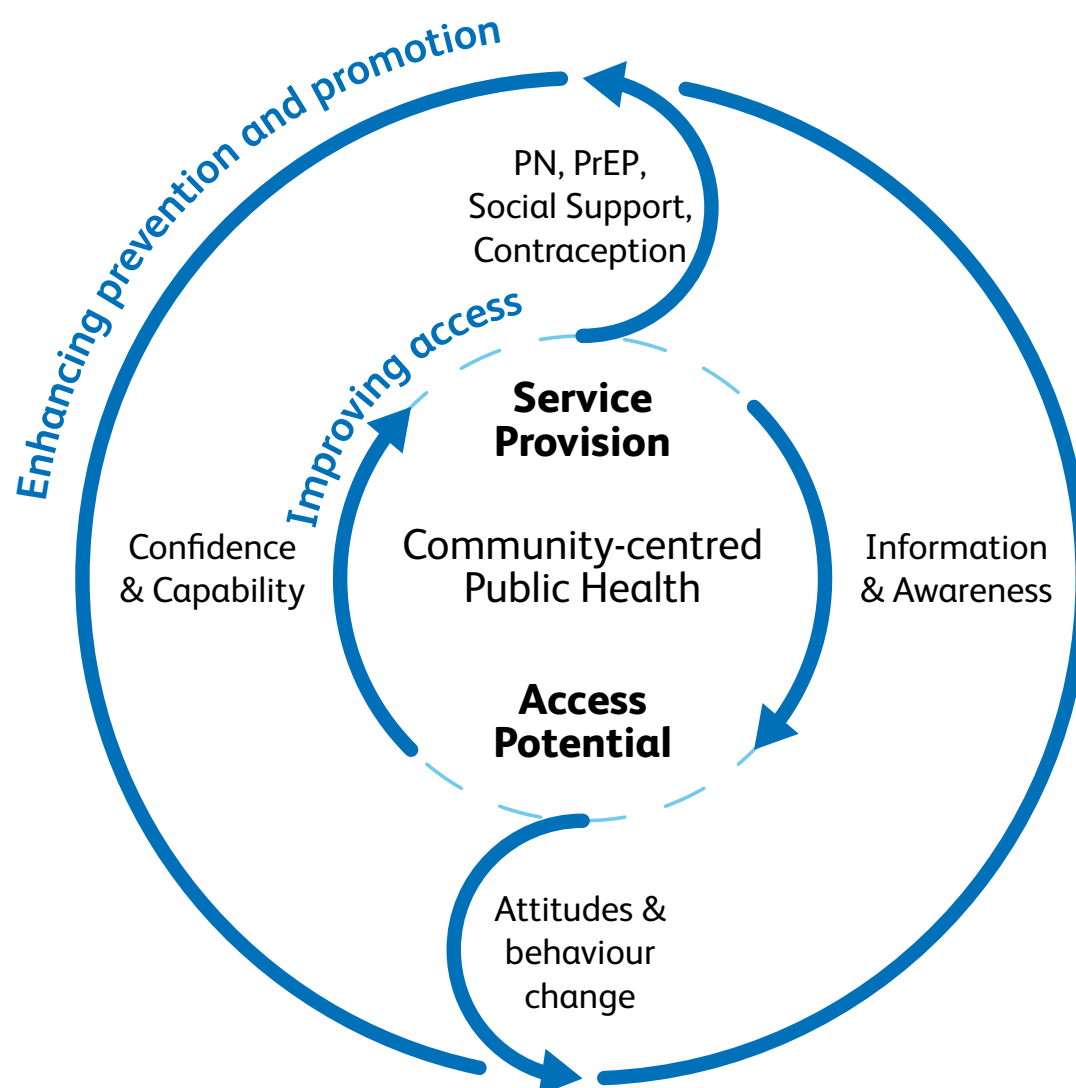 Enhancing prevention and promotion
PN, PrEP,
Social Support,
Contraception
Improving access
Service
Provision
Confidence
& Capability
Community-centred
Public Health
Information
& Awareness
Access
Potential
Attitudes &
behaviour
change